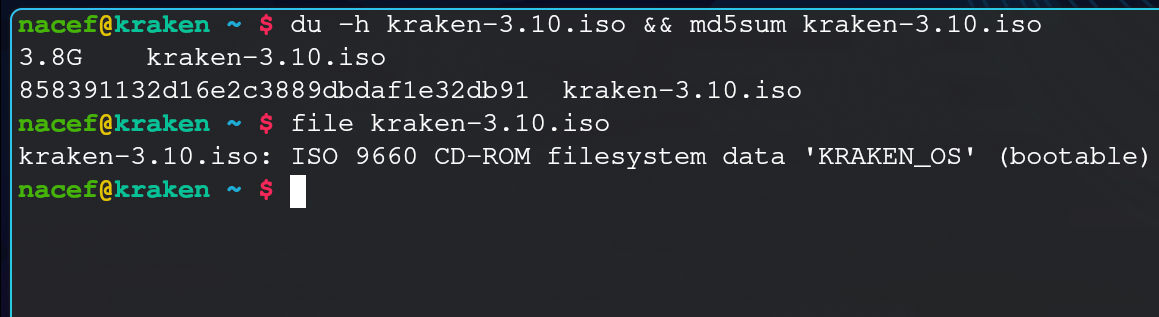 nacef@kraken ~ $ du -h kraken-3.10.iso && md5sum kraken-3.10.iso
3.8G    kraken-3.10.iso
858391132d16e2c3889dbdaf1e32db91  kraken-3.10.iso
nacef@kraken ~ $ file kraken-3.10.iso
kraken-3.10.iso: ISO 9660 CD-ROM filesystem data 'KRAKEN_OS' (bootable)
nacef@kraken ~ $